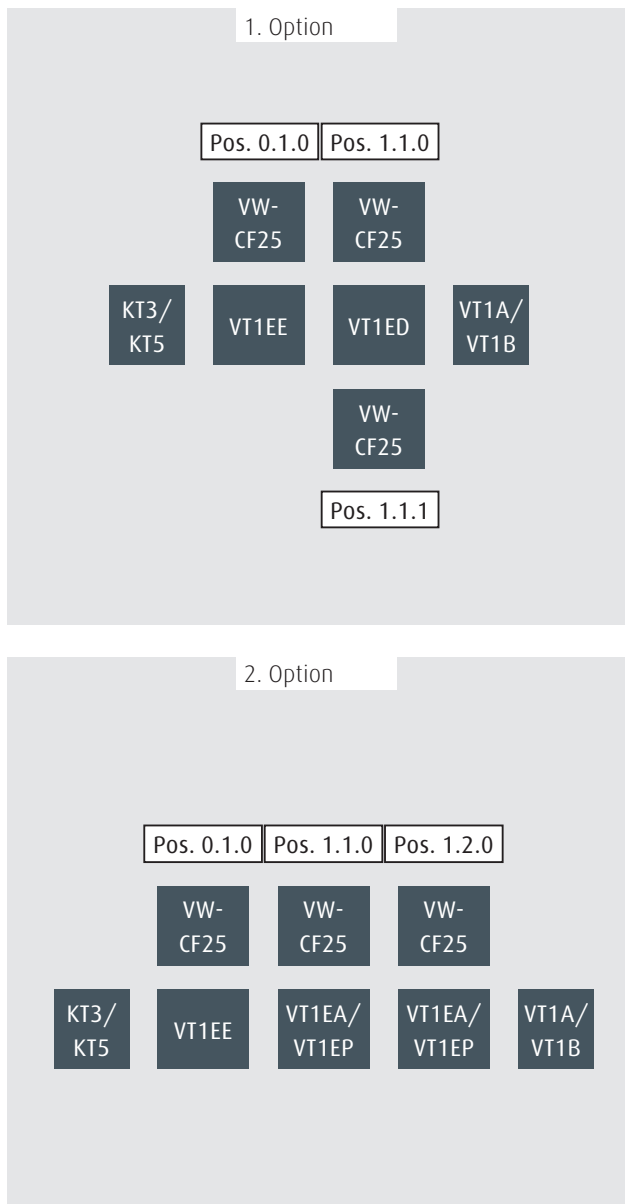 1. Option
Pos. 0.1.0 Pos. 1.1.0
VW- VW-
CF25 CF25
KT3/ VT1EE VT1ED VT1A/
KT5 VT1B
VW-
CF25
Pos. 1.1.1
2. Option
Pos. 0.1.0 Pos. 1.1.0 Pos. 1.2.0
VW- VW- VW-
CF25 CF25 CF25
KT3/ VT1EE VT1EA/ VT1EA/ VT1A/
KT5 VT1EP VT1EP VT1B